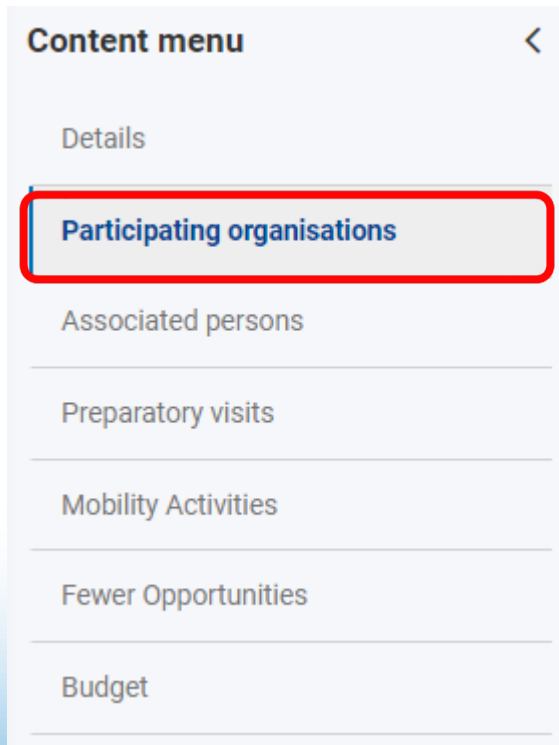 Content menu
Details
Participating organisations
Associated persons
Preparatory visits
Mobility Activities
Fewer Opportunities
Budget